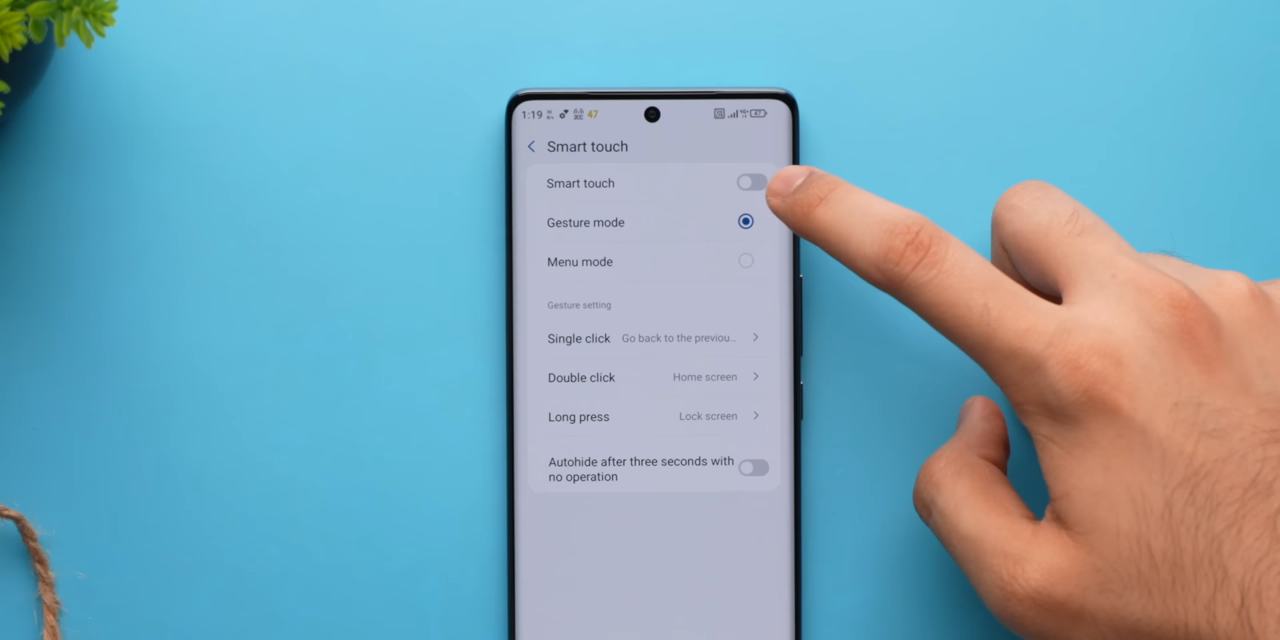 1:19 47
Smart touch
Smart touch
Gesture mode
Menu mode
Gesture setting
Single click Go back to the previou...
Double click Home screen
Long press Lock screen
Autohide after three seconds with
no operation